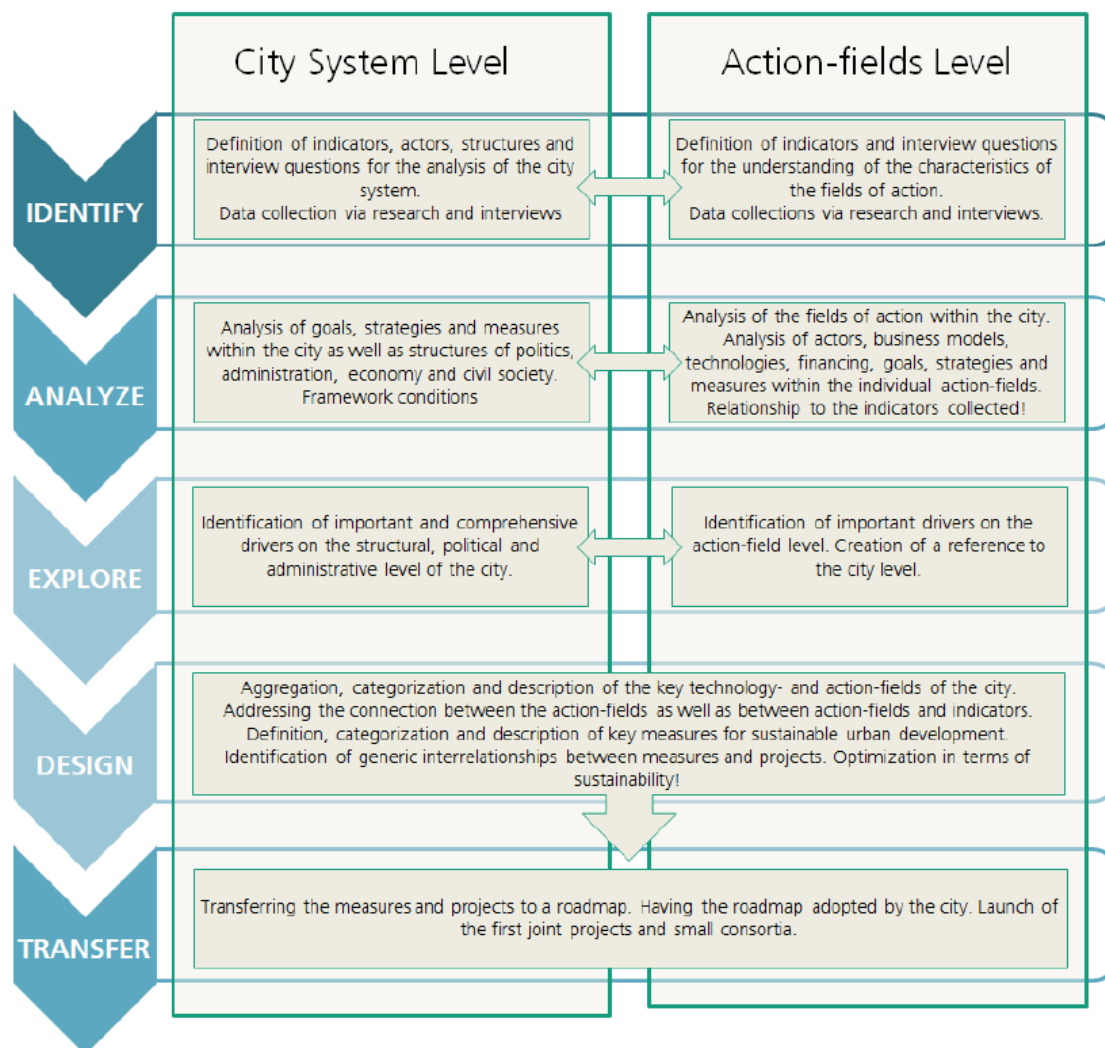 City System Level
Action-fields Level
IDENTIFY
Definition of indicators, actors, structures and
interview questions for the analysis of the city
system.
Data collection via research and interviews
Definition of indicators and interview questions
for the understanding of the characteristics of
the fields of action.
Data collections via research and interviews.
ANALYZE
Analysis of goals, strategies and measures
within the city as well as structures of politics,
administration, economy and civil society.
Framework conditions
Analysis of the fields of action within the city.
Analysis of actors, business models,
technologies, financing, goals, strategies and
measures within the individual action-fields.
Relationship to the indicators collected!
EXPLORE
Identification of important and comprehensive
drivers on the structural, political and
administrative level of the city.
Identification of important drivers on the
action-field level. Creation of a reference to
the city level.
DESIGN
Aggregation, categorization and description of the key technology- and action-fields of the city.
Addressing the connection between the action-fields as well as between action-fields and indicators.
Definition, categorization and description of key measures for sustainable urban development.
Identification of generic interrelationships between measures and projects. Optimization in terms of
sustainability!
TRANSFER
Transferring the measures and projects to a roadmap. Having the roadmap adopted by the city. Launch of
the first joint projects and small consortia.